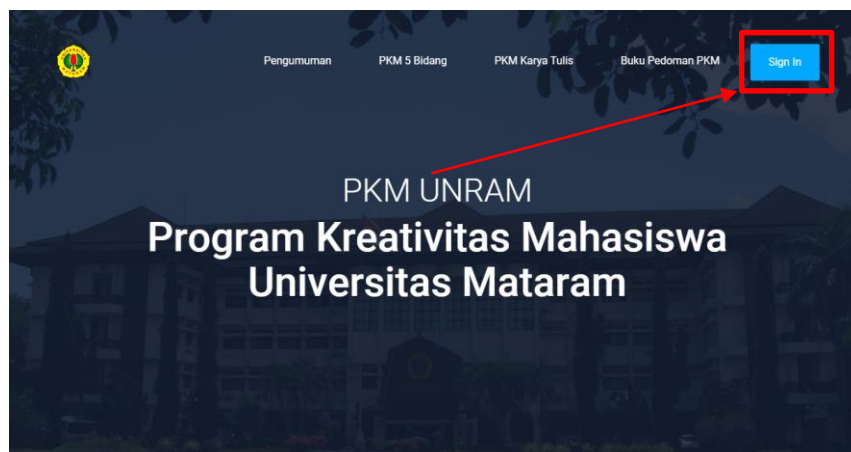 Pengumuman
PKM 5 Bidang
PKM Karya Tulis
Buku Pedoman PKM
Sign In
PKM UNRAM
Program Kreativitas Mahasiswa
Universitas Mataram